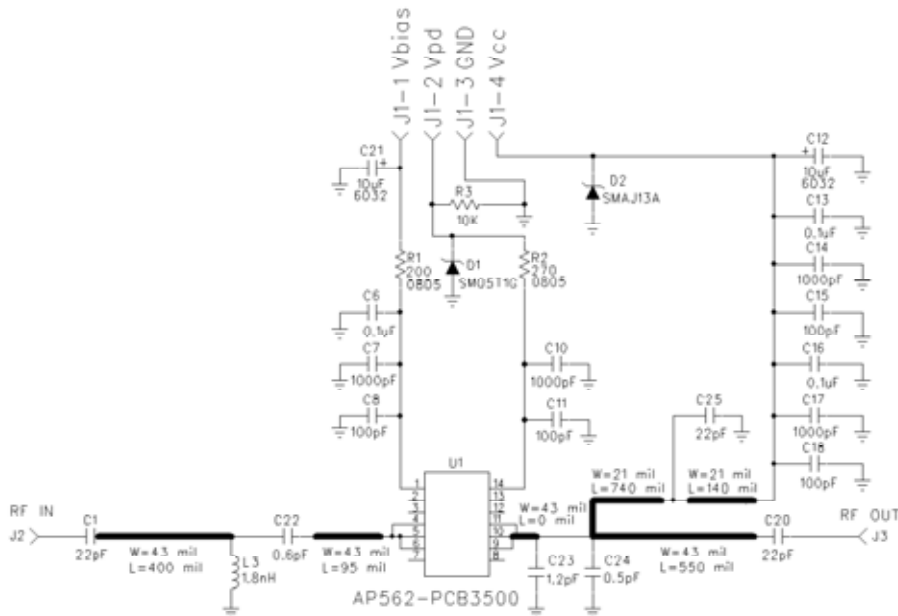 J1-1 Vbias
J1-2 Vpd
J1-3 GND
J1-4 Vcc
C21
+
10uF
6032
R3
10K
D2
SMAJ13A
C12
+
10uF
6032
C13
0.1uF
C14
1000pF
R1
200
0805
D1
SM05T1G
R2
270
0805
C15
100pF
C6
0.1uF
C16
0.1uF
C7
1000pF
C10
1000pF
C17
1000pF
C8
100pF
C11
100pF
C25
22pF
C18
100pF
U1
1
2
3
4
5
6
7
14
13
12
11
10
9
8
W=21 mil
L=740 mil
W=21 mil
L=140 mil
W=43 mil
L=0 mil
RF IN
J2
C1
22pF
W=43 mil
L=400 mil
L3
1.8nH
C22
0.6pF
W=43 mil
L=95 mil
C23
1.2pF
C24
0.5pF
W=43 mil
L=550 mil
C20
22pF
RF OUT
J3
AP562-PCB3500